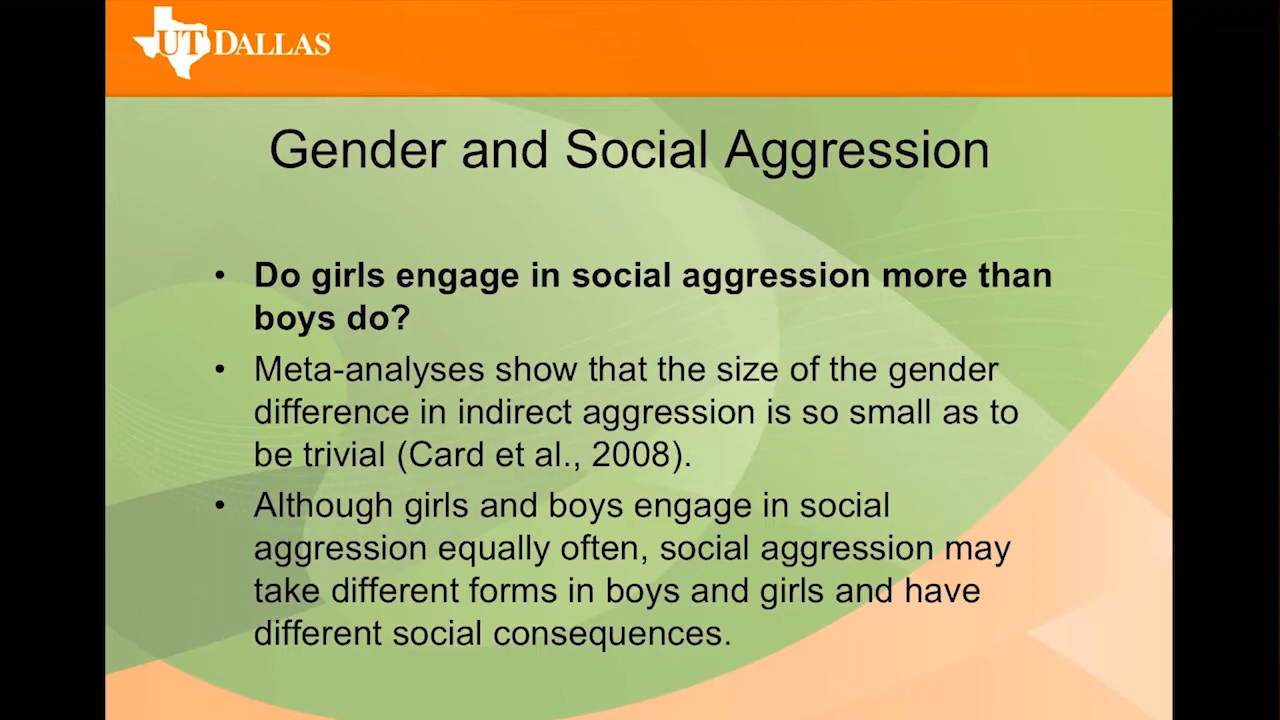 UT DALLAS
Gender and Social Aggression
• Do girls engage in social aggression more than
boys do?
• Meta-analyses show that the size of the gender
difference in indirect aggression is so small as to
be trivial (Card et al., 2008).
• Although girls and boys engage in social
aggression equally often, social aggression may
take different forms in boys and girls and have
different social consequences.